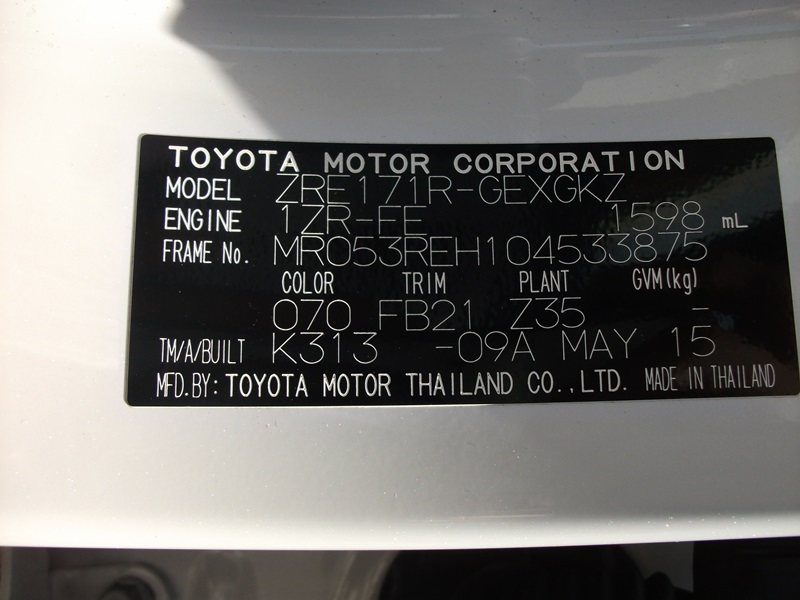 TOYOTA MOTOR CORPORATION
MODEL ZRE171R-GEXGKZ
ENGINE 1ZR-FE 1598 mL
FRAME No. MR053REH104533875
COLOR TRIM PLANT GVM(kg)
070 FB21 Z35 -
TM/A/BUILT K313 -09A MAY 15
MFD.BY: TOYOTA MOTOR THAILAND CO.,LTD. MADE IN THAILAND